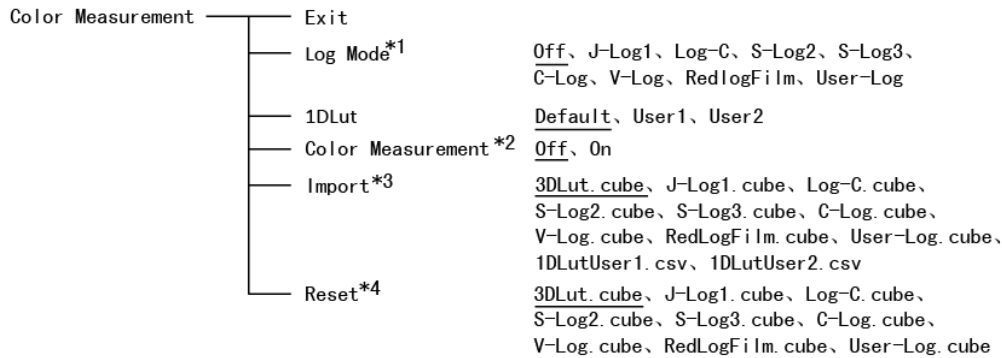 Color Measurement Exit
Log Mode*1 Off、J-Log1、Log-C、S-Log2、S-Log3、
C-Log、V-Log、RedlogFilm、User-Log
1DLut Default、User1、User2
Color Measurement*2 Off、On
Import*3 3DLut.cube、J-Log1.cube、Log-C.cube、
S-Log2.cube、S-Log3.cube、C-Log.cube、
V-Log.cube、RedLogFilm.cube、User-Log.cube、
1DLutUser1.csv、1DLutUser2.csv
Reset*4 3DLut.cube、J-Log1.cube、Log-C.cube、
S-Log2.cube、S-Log3.cube、C-Log.cube、
V-Log.cube、RedLogFilm.cube、User-Log.cube